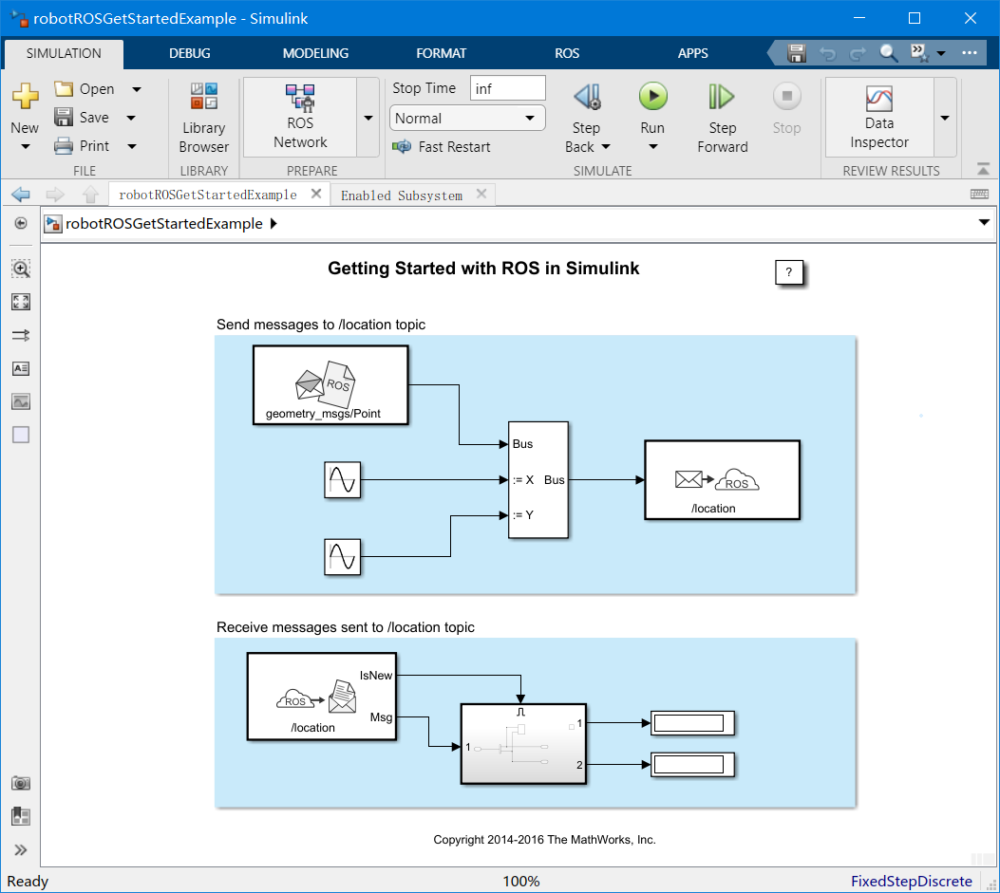 robotROSGetStartedExample - Simulink
SIMULATION DEBUG MODELING FORMAT ROS APPS
New
Open
Save
Print
FILE
Library
Browser
LIBRARY
ROS
Network
PREPARE
Stop Time inf
Normal
Fast Restart
Step
Back
Run
Step
Forward
Stop
SIMULATE
Data
Inspector
REVIEW RESULTS
robotROSGetStartedExample
Enabled Subsystem
robotROSGetStartedExample
Getting Started with ROS in Simulink
?
Send messages to /location topic
ROS
geometry_msgs/Point
Bus
:= X Bus
:= Y
ROS
/location
Receive messages sent to /location topic
IsNew
ROS
Msg
/location
1
1
2
Copyright 2014-2016 The MathWorks, Inc.
Ready 100% FixedStepDiscrete